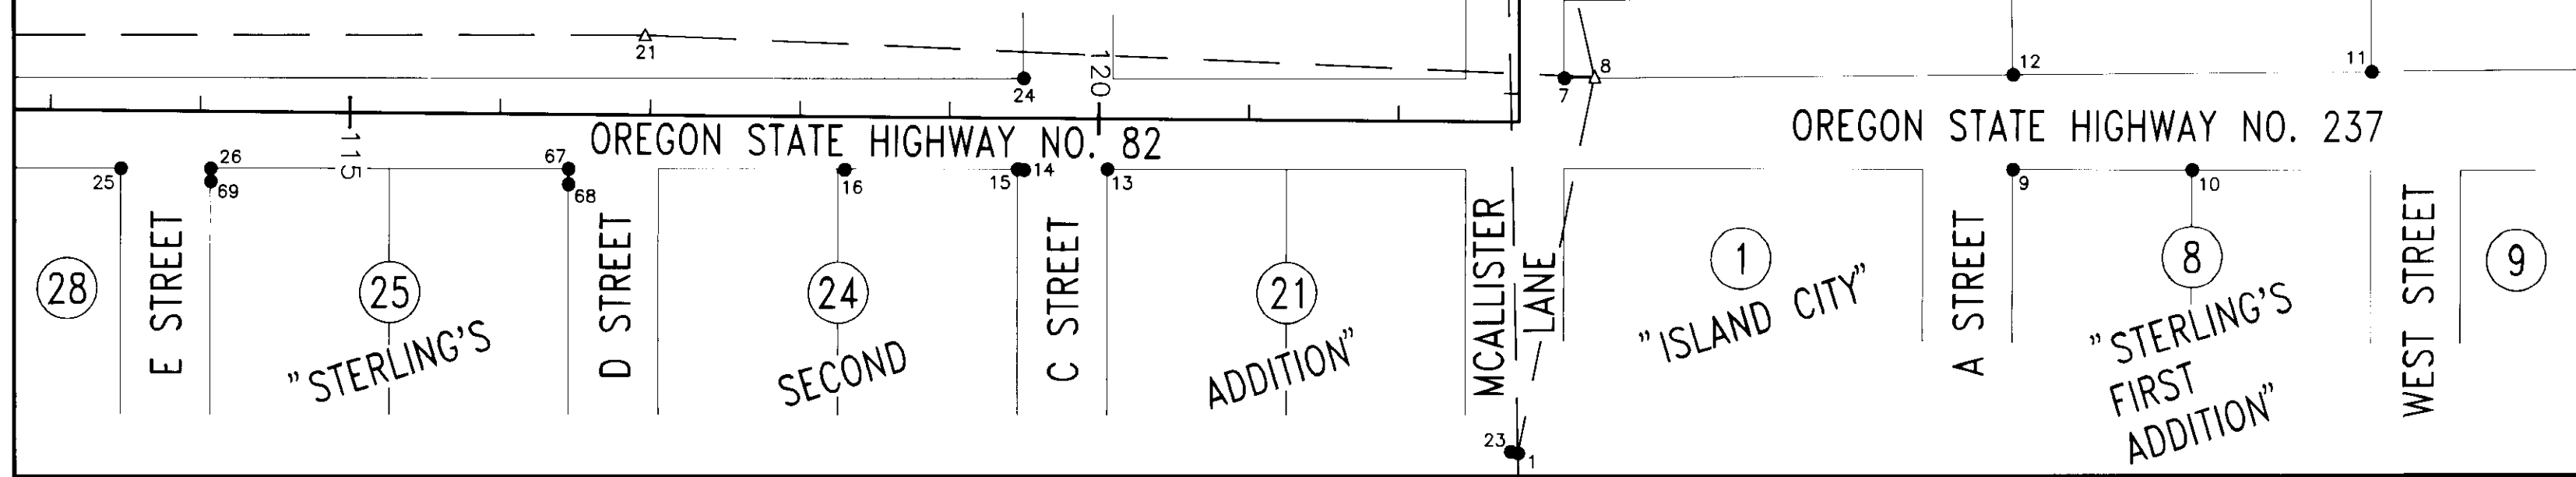 21
120
24
7
8
12
11
OREGON STATE HIGHWAY NO. 82
OREGON STATE HIGHWAY NO. 237
115
25
26
69
67
68
16
15
14
13
9
10
28
E STREET
25
D STREET
24
C STREET
21
MCALLISTER
LANE
1
A STREET
8
WEST STREET
9
"STERLING'S
SECOND
ADDITION"
"ISLAND CITY"
"STERLING'S
FIRST
ADDITION"
23
1